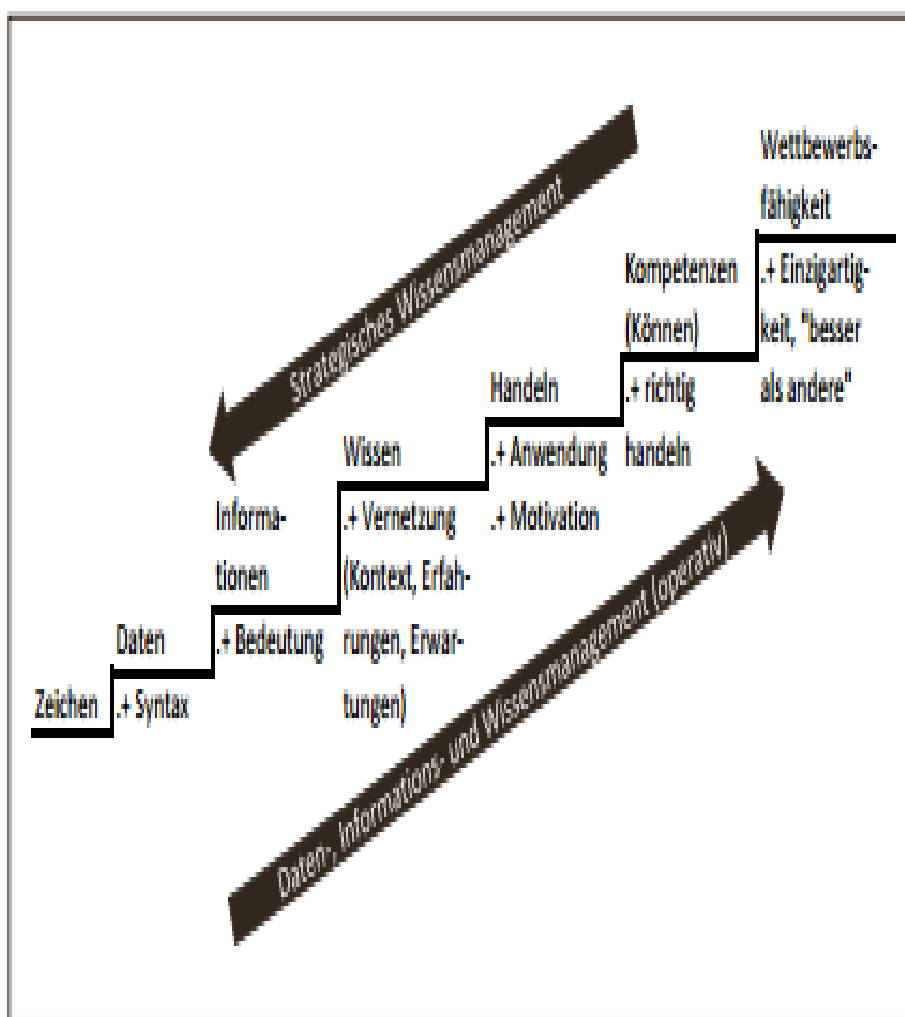 Strategisches Wissensmanagement
Wettbewerbs-
fähigkeit
.+ Einzigartig-
keit, "besser
als andere"
Kompetenzen
(Können)
.+ richtig
handeln
Handeln
.+ Anwendung
.+ Motivation
Wissen
.+ Vernetzung
(Kontext, Erfah-
rungen, Erwar-
tungen)
Informa-
tionen
.+ Bedeutung
Daten
.+ Syntax
Zeichen
Daten-, Informations- und Wissensmanagement (operativ)